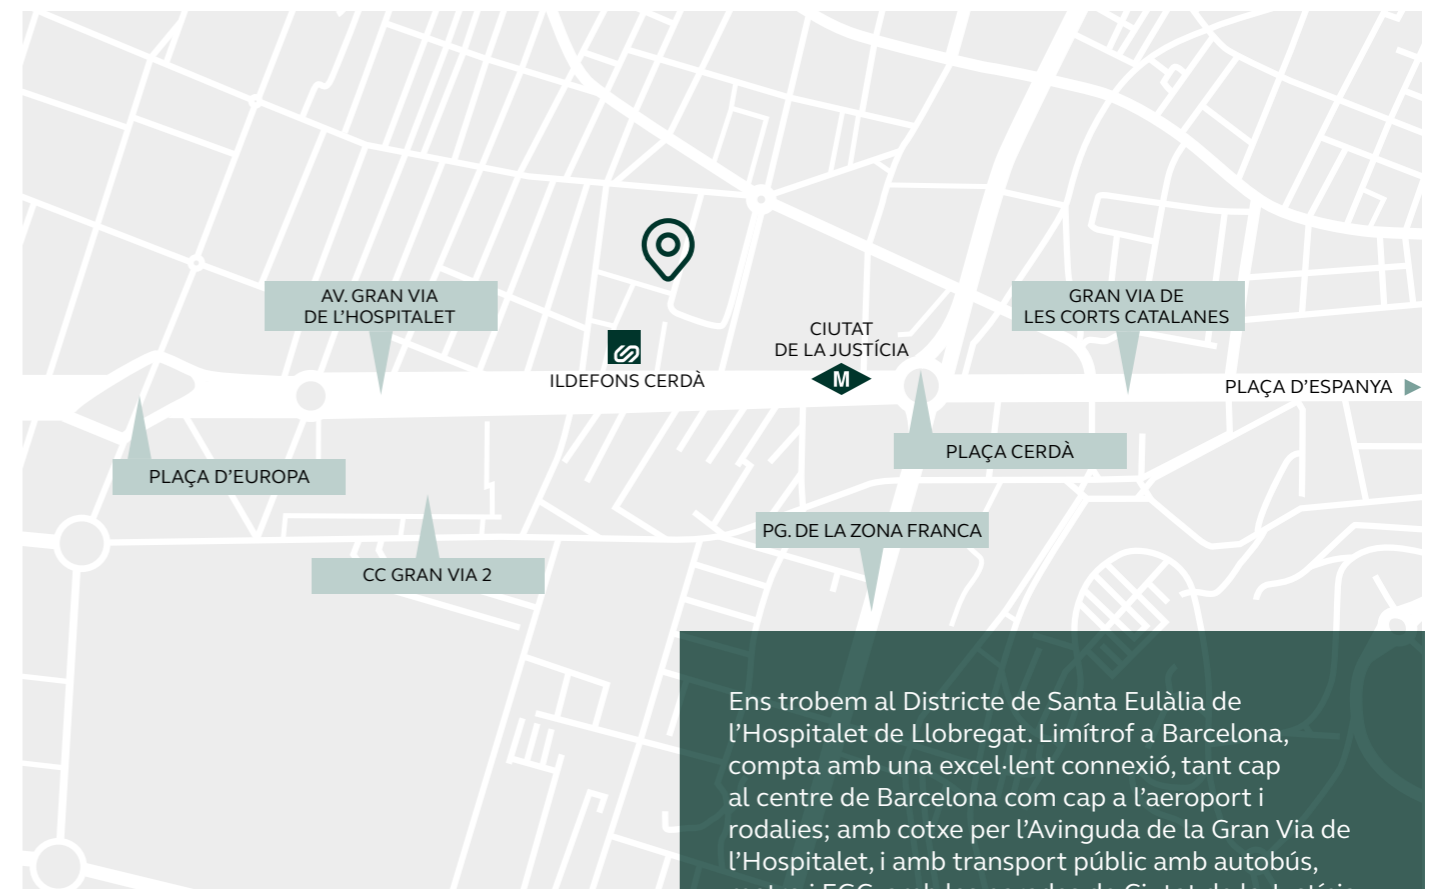 AV. GRAN VIA
DE L'HOSPITALET
GRAN VIA DE
LES CORTS CATALANES
CIUTAT
DE LA JUSTÍCIA
M
ILDEFONS CERDÀ
PLAÇA D'ESPANYA
PLAÇA CERDÀ
PLAÇA D'EUROPA
PG. DE LA ZONA FRANCA
CC GRAN VIA 2
Ens trobem al Districte de Santa Eulàlia de
l'Hospitalet de Llobregat. Limítrof a Barcelona,
compta amb una excel·lent connexió, tant cap
al centre de Barcelona com cap a l'aeroport i
rodalies; amb cotxe per l'Avinguda de la Gran Via de
l'Hospitalet, i amb transport públic amb autobús,